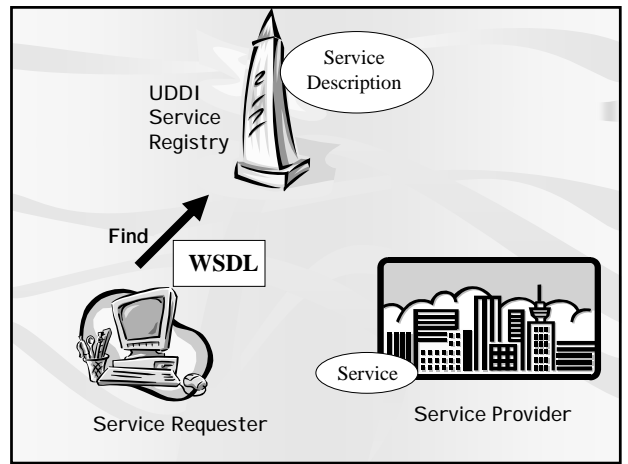 Service
Description
UDDI
Service
Registry
Find
WSDL
Service
Service Requester
Service Provider